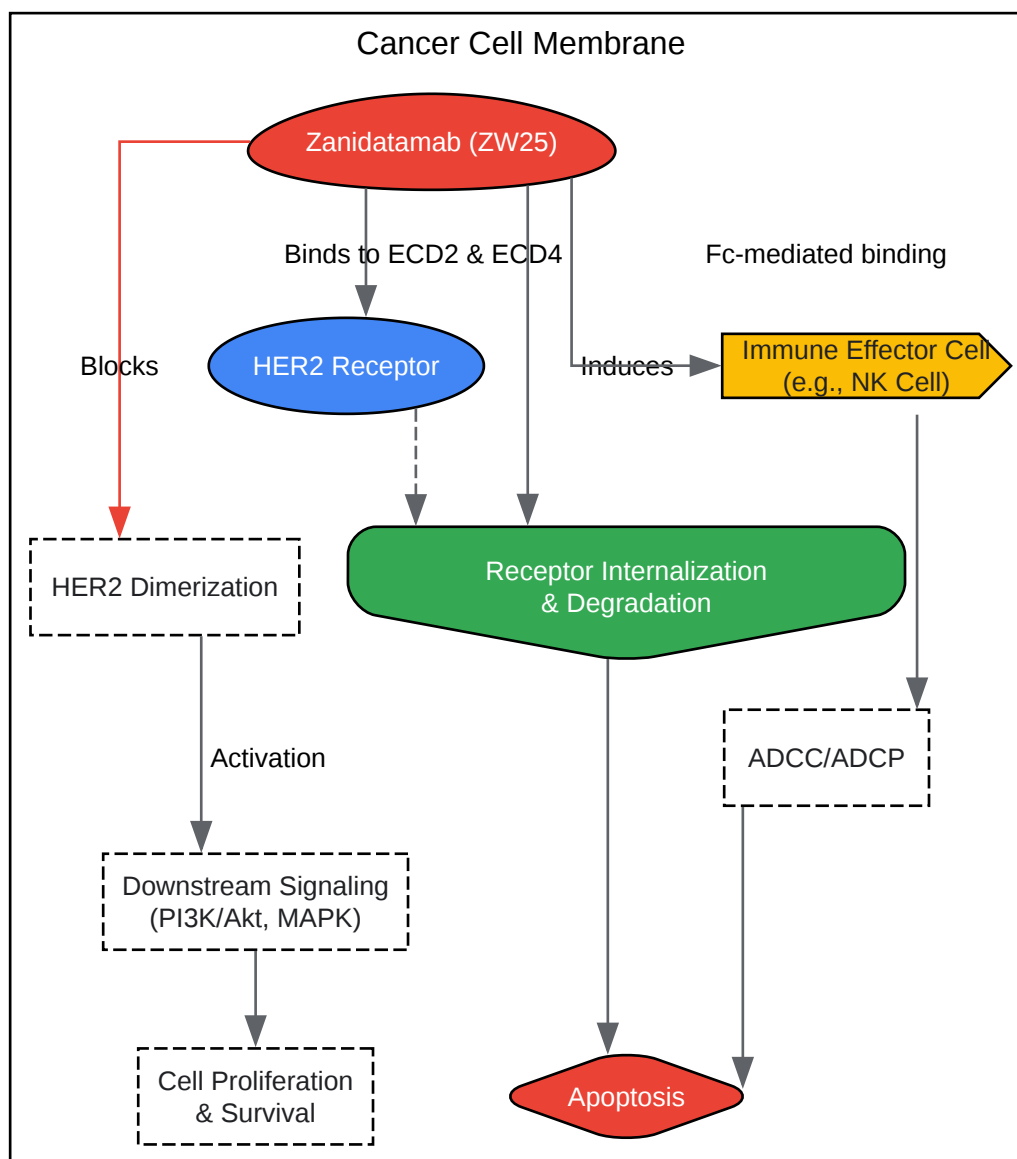 Cancer Cell Membrane
Zanidatamab (ZW25)
Binds to ECD2 & ECD4
Fc-mediated binding
Blocks
HER2 Receptor
Induces
Immune Effector Cell
(e.g., NK Cell)
HER2 Dimerization
Receptor Internalization
& Degradation
Activation
ADCC/ADCP
Downstream Signaling
(PI3K/Akt, MAPK)
Cell Proliferation
& Survival
Apoptosis